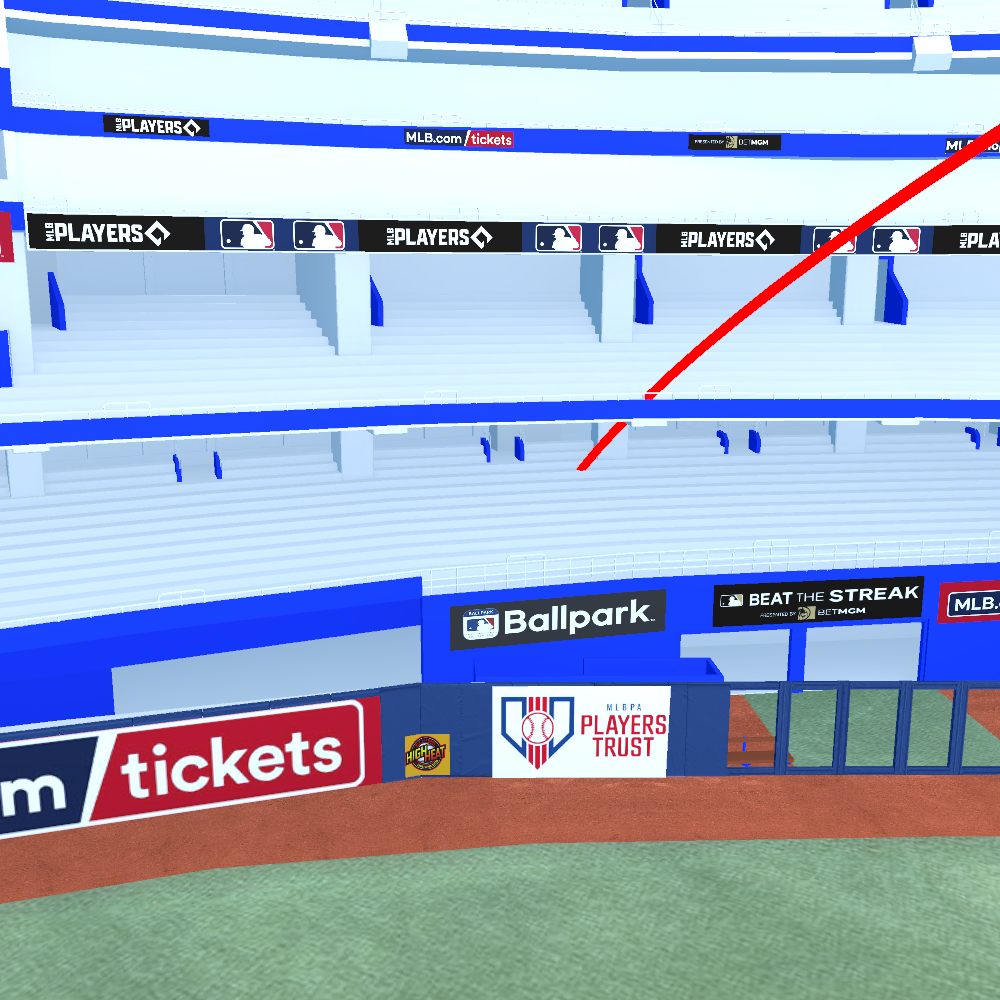 MLB PLAYERS
MLB.com/tickets
PRESENTED BY BETMGM
MLB PLAYERS
MLB PLAYERS
MLB PLAYERS
MLB
BALLPARK
Ballpark
BEAT THE STREAK
PRESENTED BY BETMGM
MLB.
m/tickets
HIGH HEAT
MLBPA
PLAYERS
TRUST